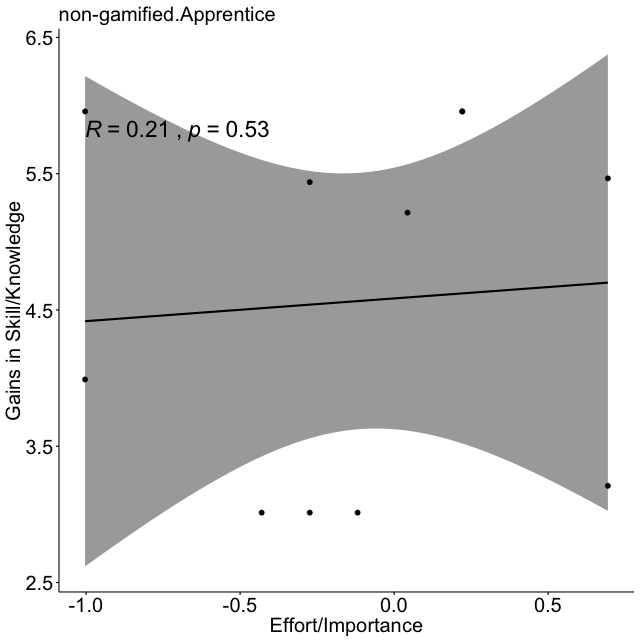 non-gamified.Apprentice
6.5
R = 0.21 , p = 0.53
5.5
4.5
3.5
2.5
Gains in Skill/Knowledge
-1.0 -0.5 0.0 0.5
Effort/Importance